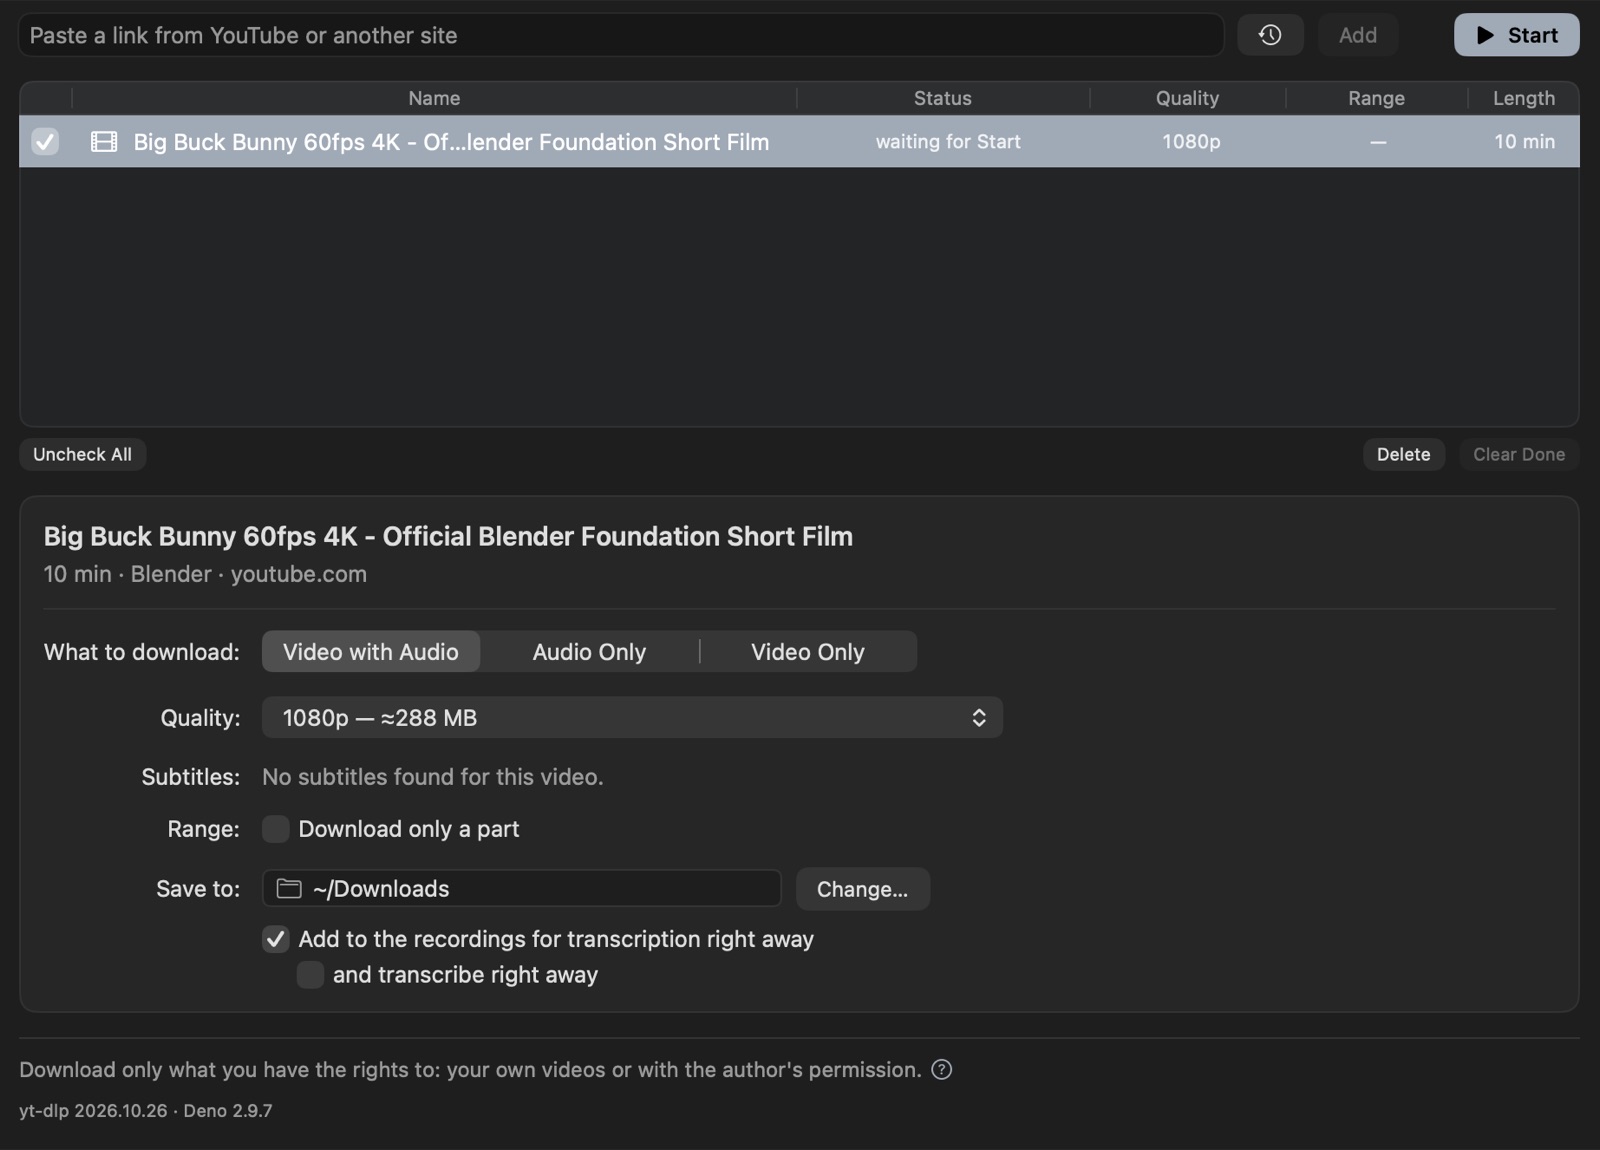 Paste a link from YouTube or another site
Add
Start
Name Status Quality Range Length
Big Buck Bunny 60fps 4K - Of...lender Foundation Short Film waiting for Start 1080p — 10 min
Uncheck All
Delete
Clear Done
Big Buck Bunny 60fps 4K - Official Blender Foundation Short Film
10 min · Blender · youtube.com
What to download: Video with Audio Audio Only Video Only
Quality: 1080p — ≈288 MB
Subtitles: No subtitles found for this video.
Range: Download only a part
Save to: ~/Downloads Change...
Add to the recordings for transcription right away
and transcribe right away
Download only what you have the rights to: your own videos or with the author's permission. ?
yt-dlp 2026.10.26 · Deno 2.9.7